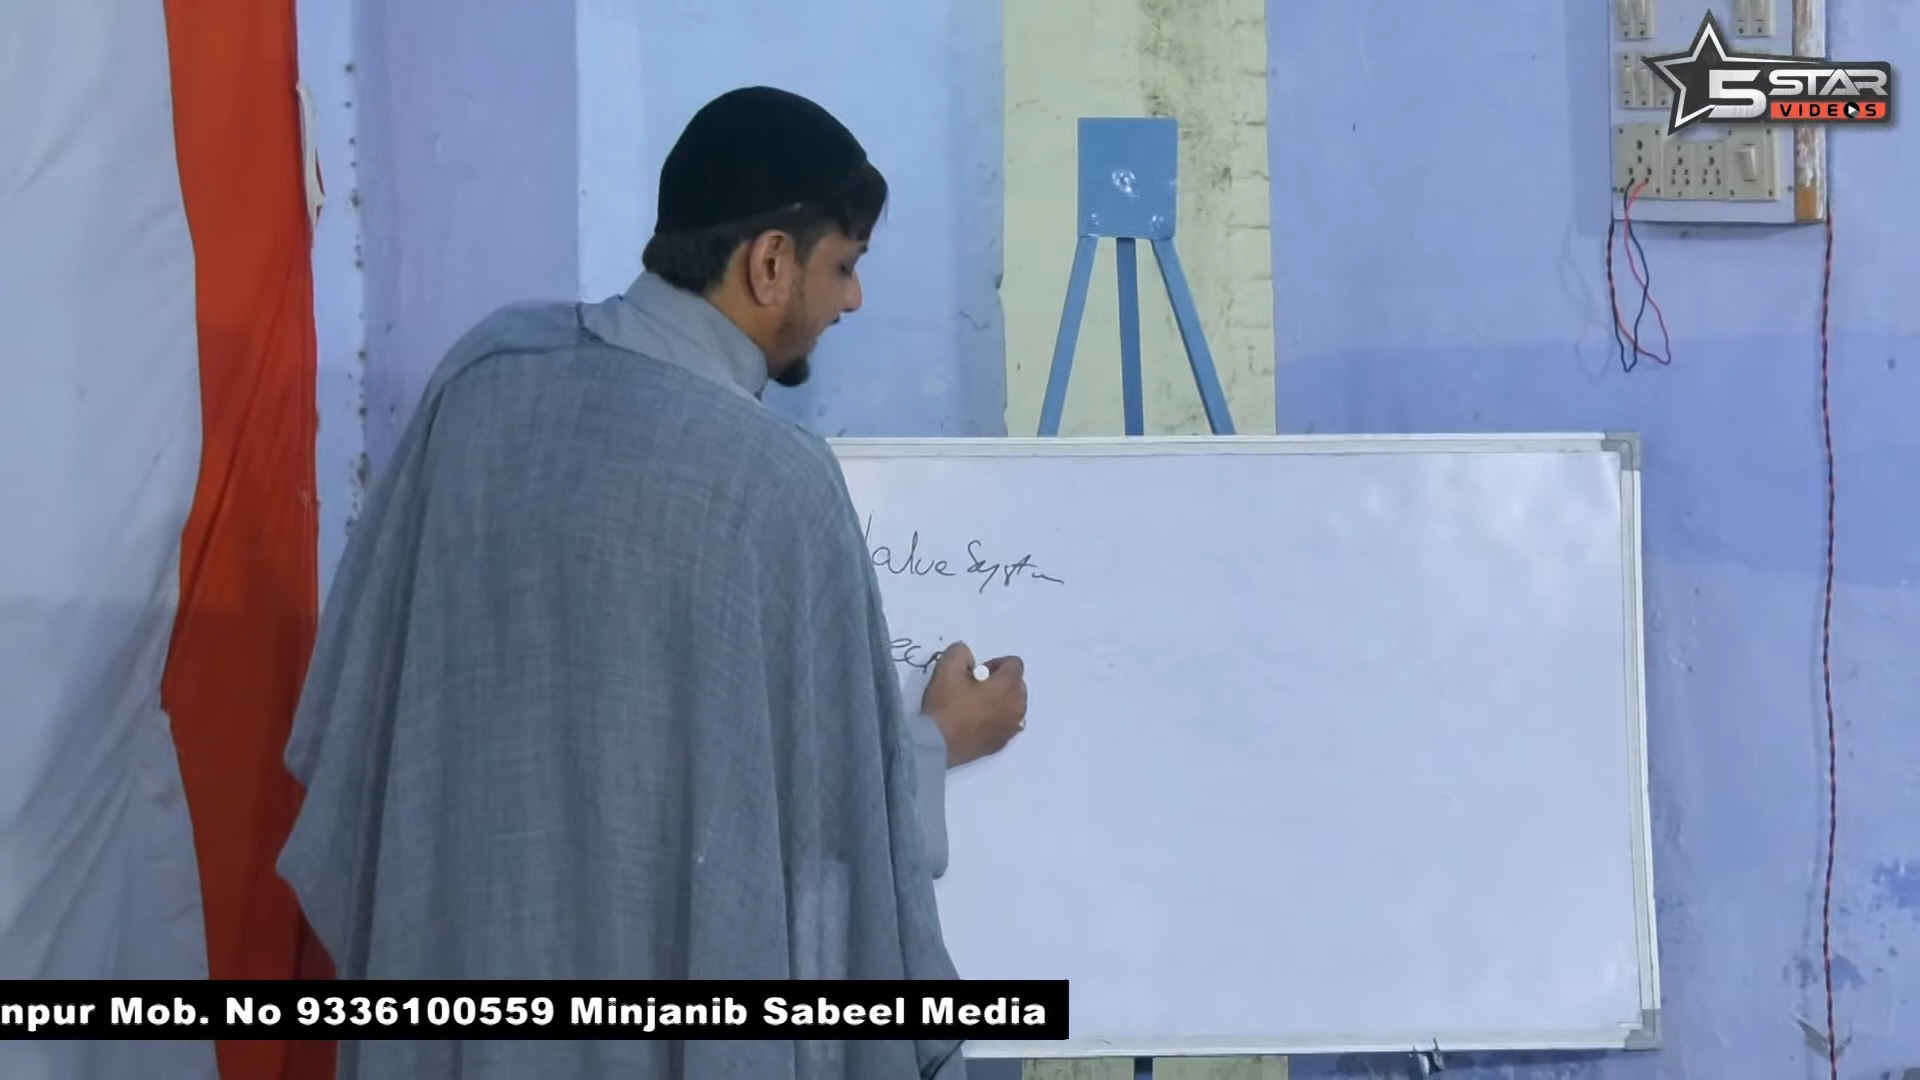 5 STAR
VIDEOS
Value System
npur Mob. No 9336100559 Minjanib Sabeel Media